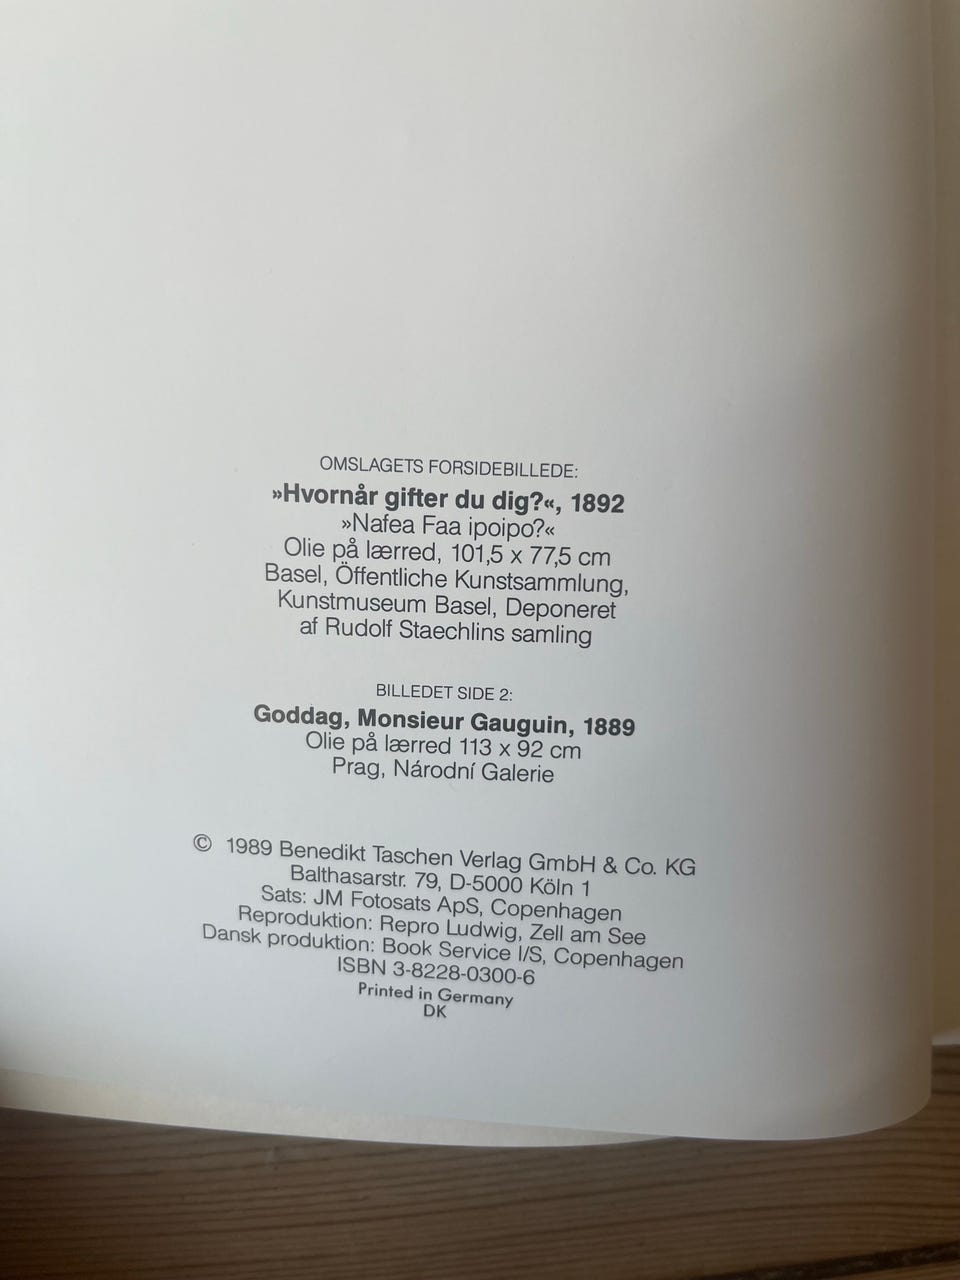 OMSLAGETS FORSIDEBILLEDE:
»Hvornår gifter du dig?«, 1892
»Nafea Faa ipoipo?«
Olie på lærred, 101,5 x 77,5 cm
Basel, Öffentliche Kunstsammlung,
Kunstmuseum Basel, Deponeret
af Rudolf Staechlins samling
BILLEDET SIDE 2:
Goddag, Monsieur Gauguin, 1889
Olie på lærred 113 x 92 cm
Prag, Národní Galerie
© 1989 Benedikt Taschen Verlag GmbH & Co. KG
Balthasarstr. 79, D-5000 Köln 1
Sats: JM Fotosats ApS, Copenhagen
Reproduktion: Repro Ludwig, Zell am See
Dansk produktion: Book Service I/S, Copenhagen
ISBN 3-8228-0300-6
Printed in Germany
DK